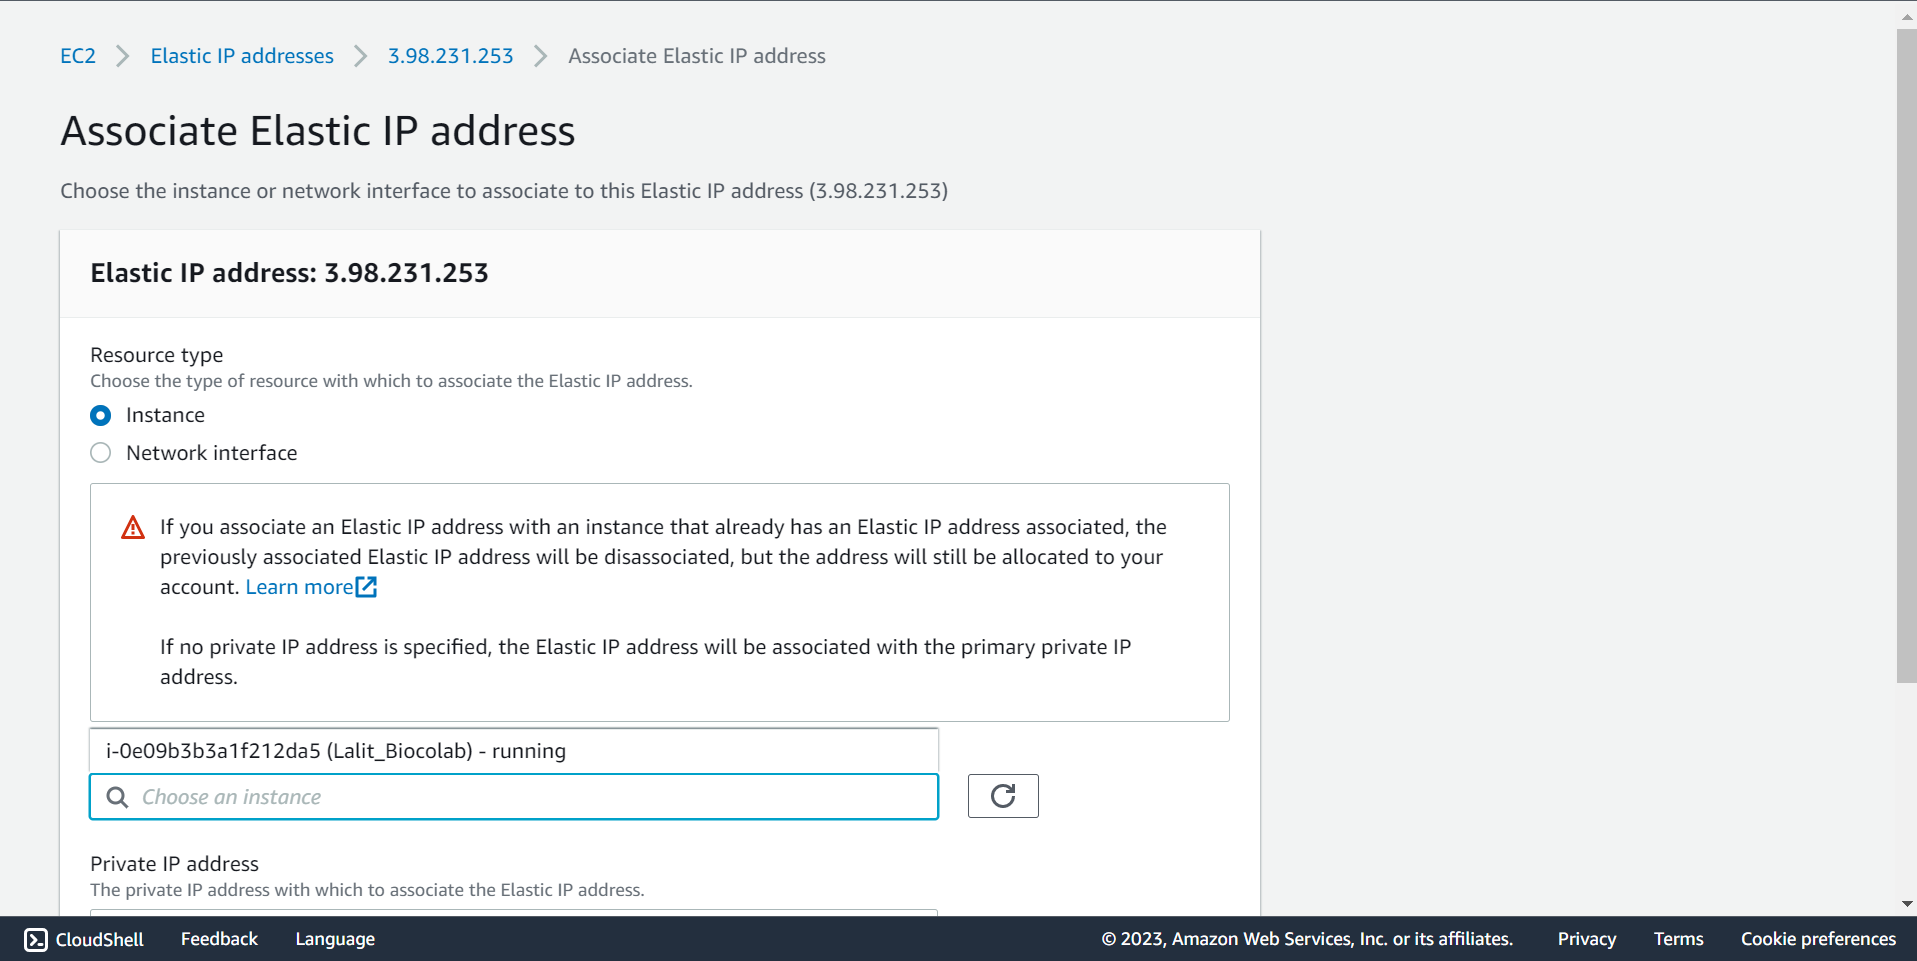 EC2 Elastic IP addresses 3.98.231.253 Associate Elastic IP address
Associate Elastic IP address
Choose the instance or network interface to associate to this Elastic IP address (3.98.231.253)
Elastic IP address: 3.98.231.253
Resource type
Choose the type of resource with which to associate the Elastic IP address.
Instance
Network interface
If you associate an Elastic IP address with an instance that already has an Elastic IP address associated, the
previously associated Elastic IP address will be disassociated, but the address will still be allocated to your
account. Learn more
If no private IP address is specified, the Elastic IP address will be associated with the primary private IP
address.
i-0e09b3b3a1f212da5 (Lalit_Biocolab) - running
Choose an instance
Private IP address
The private IP address with which to associate the Elastic IP address.
CloudShell Feedback Language © 2023, Amazon Web Services, Inc. or its affiliates. Privacy Terms Cookie preferences